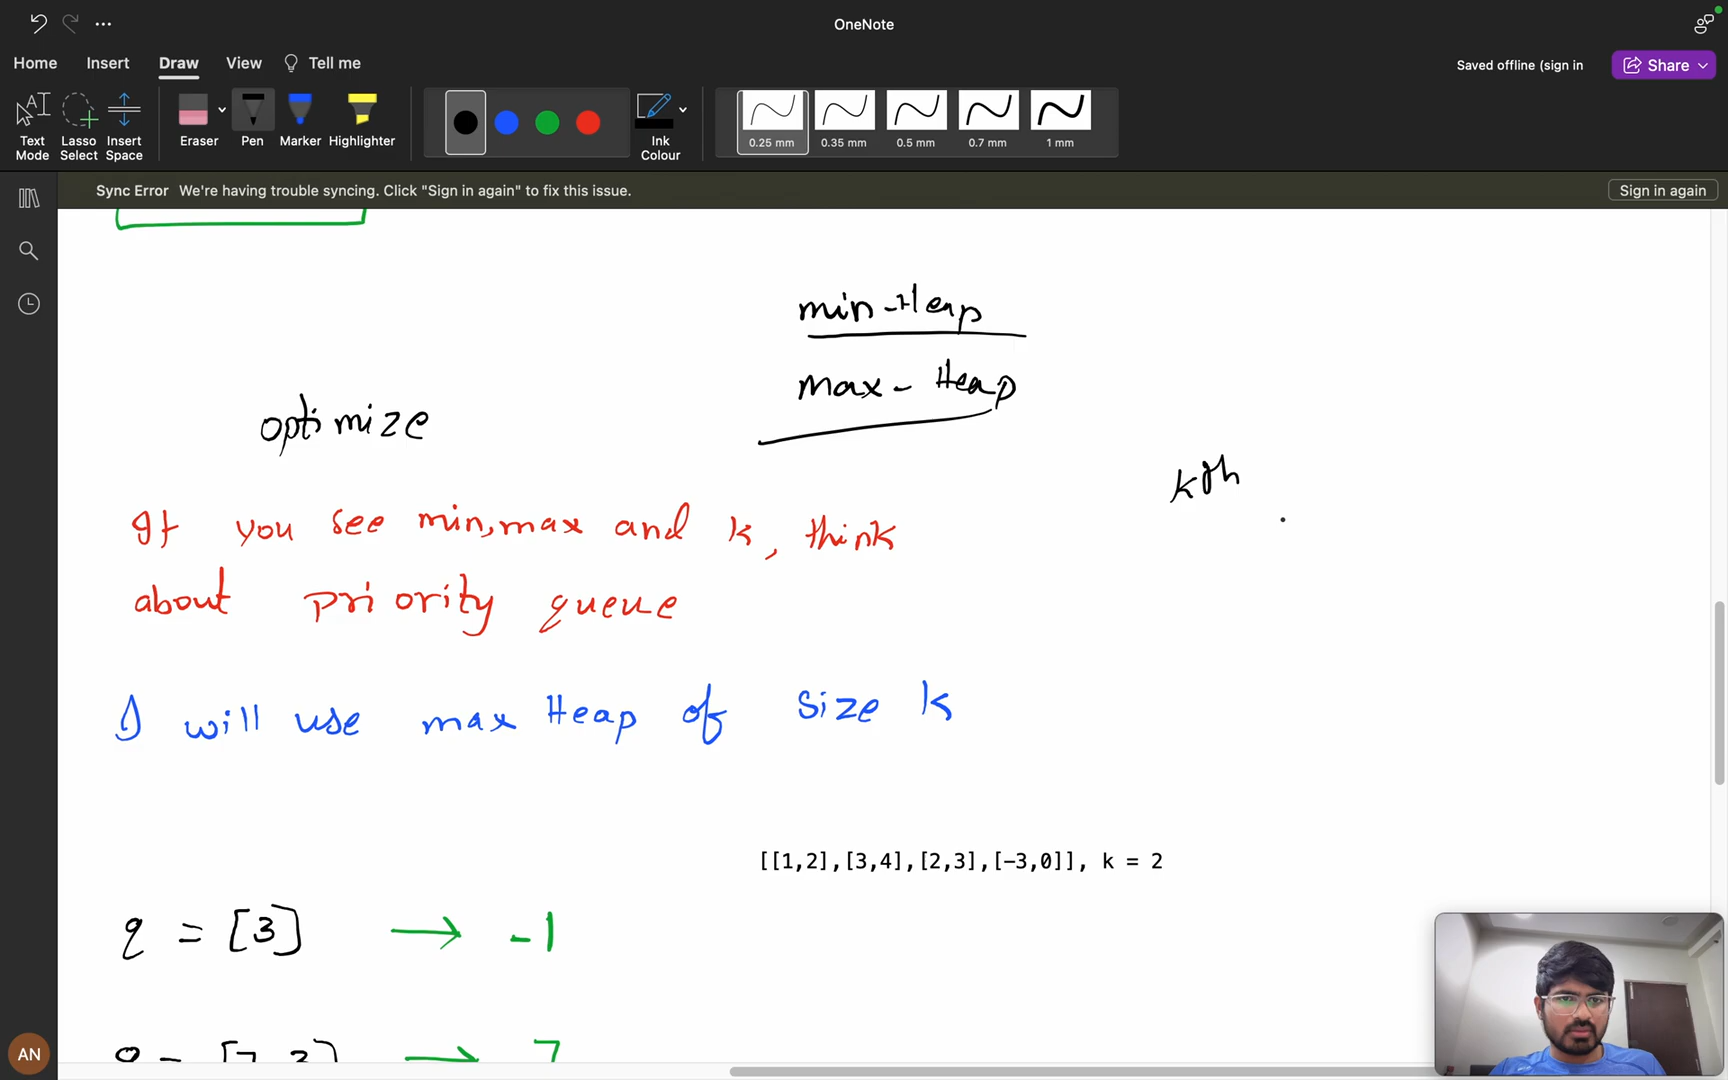 OneNote
Home Insert Draw View Tell me
Saved offline (sign in
Share
Text Mode
Lasso Select
Insert Space
Eraser
Pen
Marker
Highlighter
Ink Colour
0.25 mm
0.35 mm
0.5 mm
0.7 mm
1 mm
Sync Error We're having trouble syncing. Click "Sign in again" to fix this issue.
Sign in again
min-Heap
max-Heap
optimize
kth
If you see min, max and k, think
about priority queue
I will use max Heap of size k
[[1,2],[3,4],[2,3],[-3,0]], k = 2
q = [3] → -1
AN